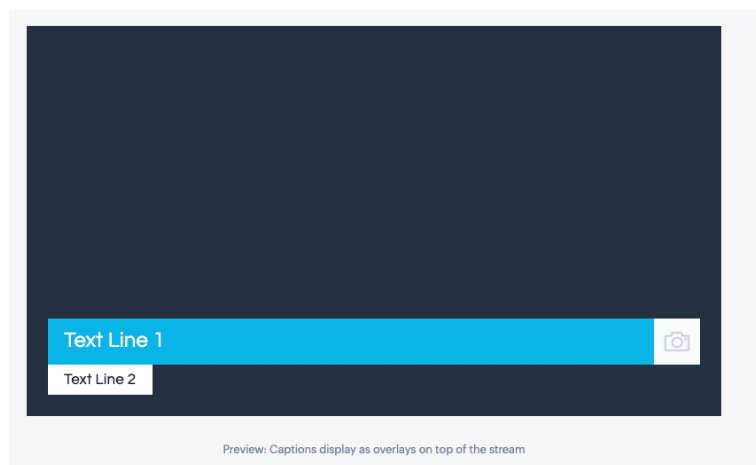 Text Line 1
Text Line 2
Preview: Captions display as overlays on top of the stream